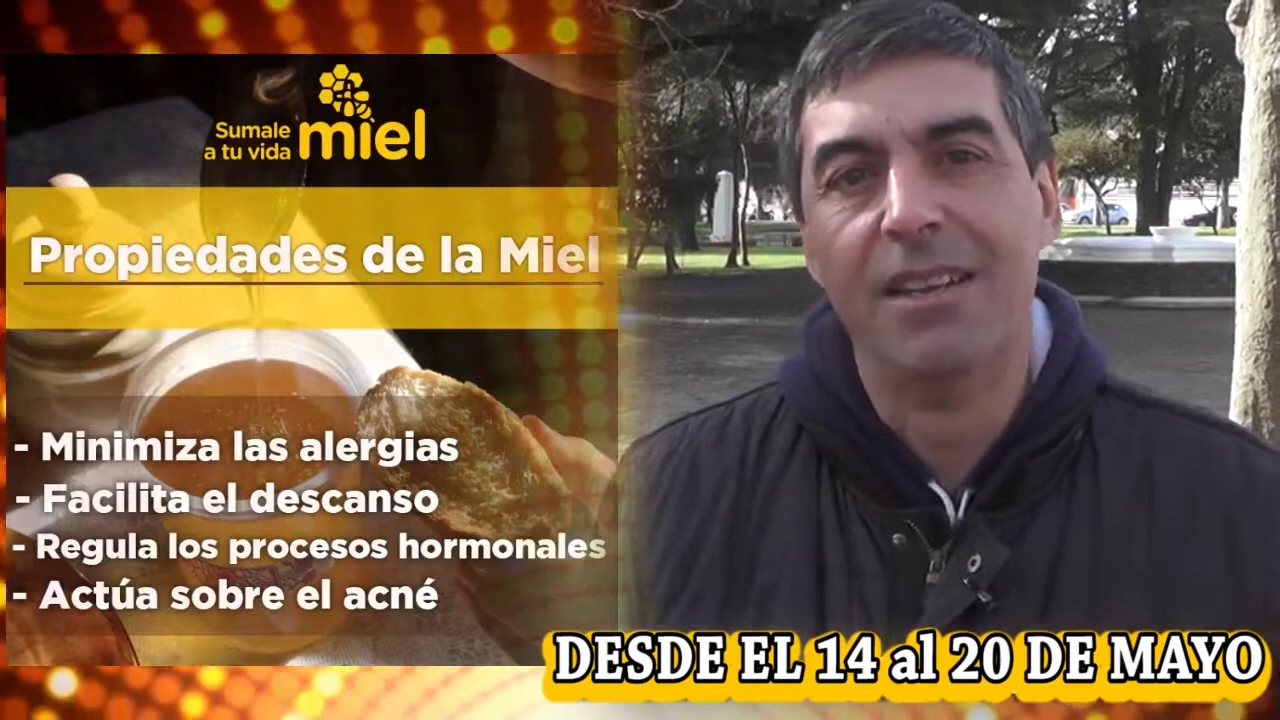 Sumale
a tu vida miel
Propiedades de la Miel
- Minimiza las alergias
- Facilita el descanso
- Regula los procesos hormonales
- Actúa sobre el acné
DESDE EL 14 al 20 DE MAYO